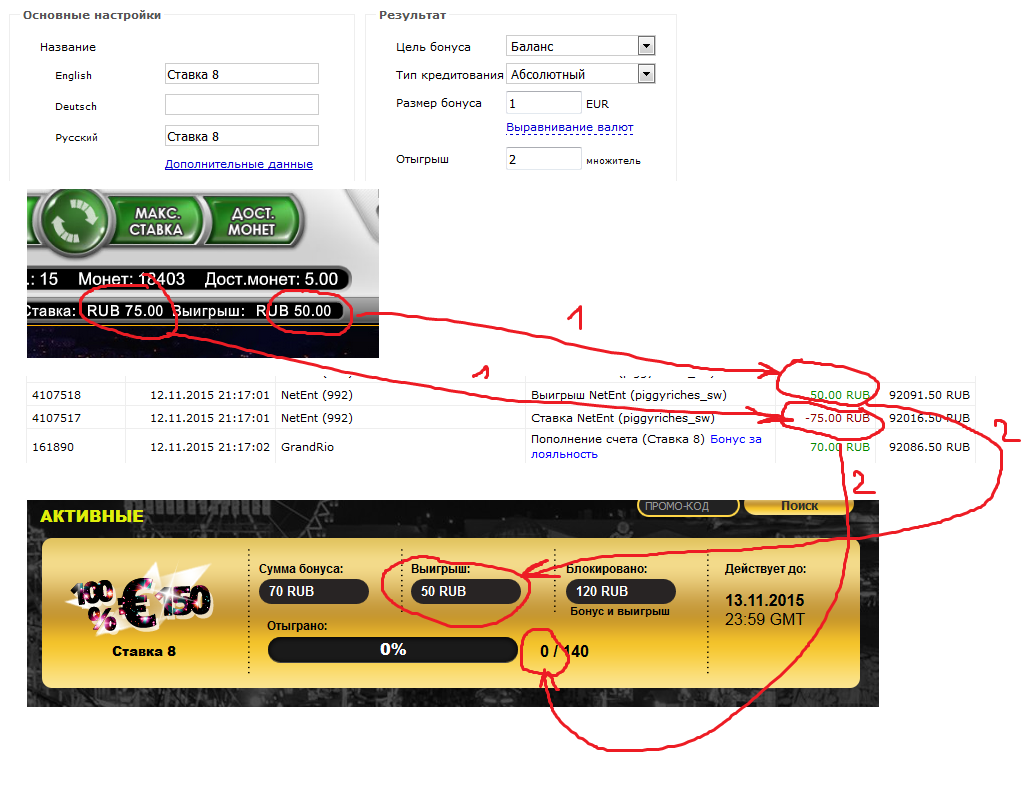 Основные настройки
Название
English Ставка 8
Deutsch
Русский Ставка 8
Дополнительные данные
Результат
Цель бонуса Баланс
Тип кредитования Абсолютный
Размер бонуса 1 EUR
Выравнивание валют
Отыгрыш 2 множитель
МАКС. СТАВКА
ДОСТ. МОНЕТ
.: 15 Монет: 18403 Дост.монет: 5.00
Ставка: RUB 75.00 Выигрыш: RUB 50.00
1
1
4107518 12.11.2015 21:17:01 NetEnt (992) Выигрыш NetEnt (piggyriches_sw) 50.00 RUB 92091.50 RUB
4107517 12.11.2015 21:17:01 NetEnt (992) Ставка NetEnt (piggyriches_sw) -75.00 RUB 92016.50 RUB
161890 12.11.2015 21:17:02 GrandRio Пополнение счета (Ставка 8) Бонус за лояльность 70.00 RUB 92086.50 RUB
2
2
АКТИВНЫЕ
ПРОМО-КОД Поиск
100 % €150
Ставка 8
Сумма бонуса:
70 RUB
Выигрыш:
50 RUB
Блокировано:
120 RUB
Бонус и выигрыш
Отыграно:
0% 0 / 140
Действует до:
13.11.2015
23:59 GMT